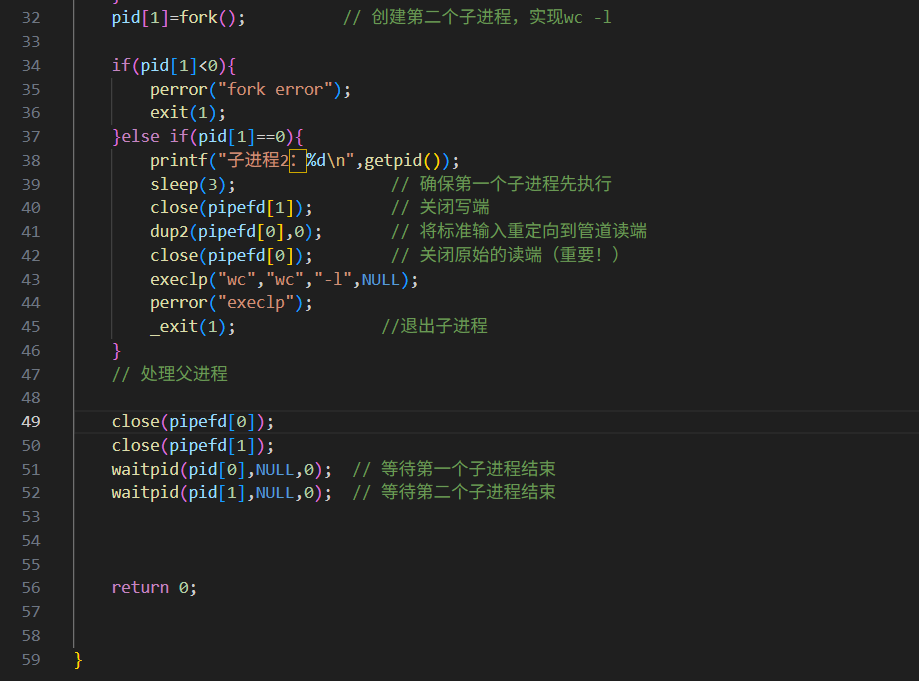 32 pid[1]=fork(); // 创建第二个子进程，实现wc -l
33
34 if(pid[1]<0){
35 perror("fork error");
36 exit(1);
37 }else if(pid[1]==0){
38 printf("子进程2：%d\n",getpid());
39 sleep(3); // 确保第一个子进程先执行
40 close(pipefd[1]); // 关闭写端
41 dup2(pipefd[0],0); // 将标准输入重定向到管道读端
42 close(pipefd[0]); // 关闭原始的读端（重要！）
43 execlp("wc","wc","-l",NULL);
44 perror("execlp");
45 _exit(1); //退出子进程
46 }
47 // 处理父进程
48
49 close(pipefd[0]);
50 close(pipefd[1]);
51 waitpid(pid[0],NULL,0); // 等待第一个子进程结束
52 waitpid(pid[1],NULL,0); // 等待第二个子进程结束
53
54
55
56 return 0;
57
58
59 }